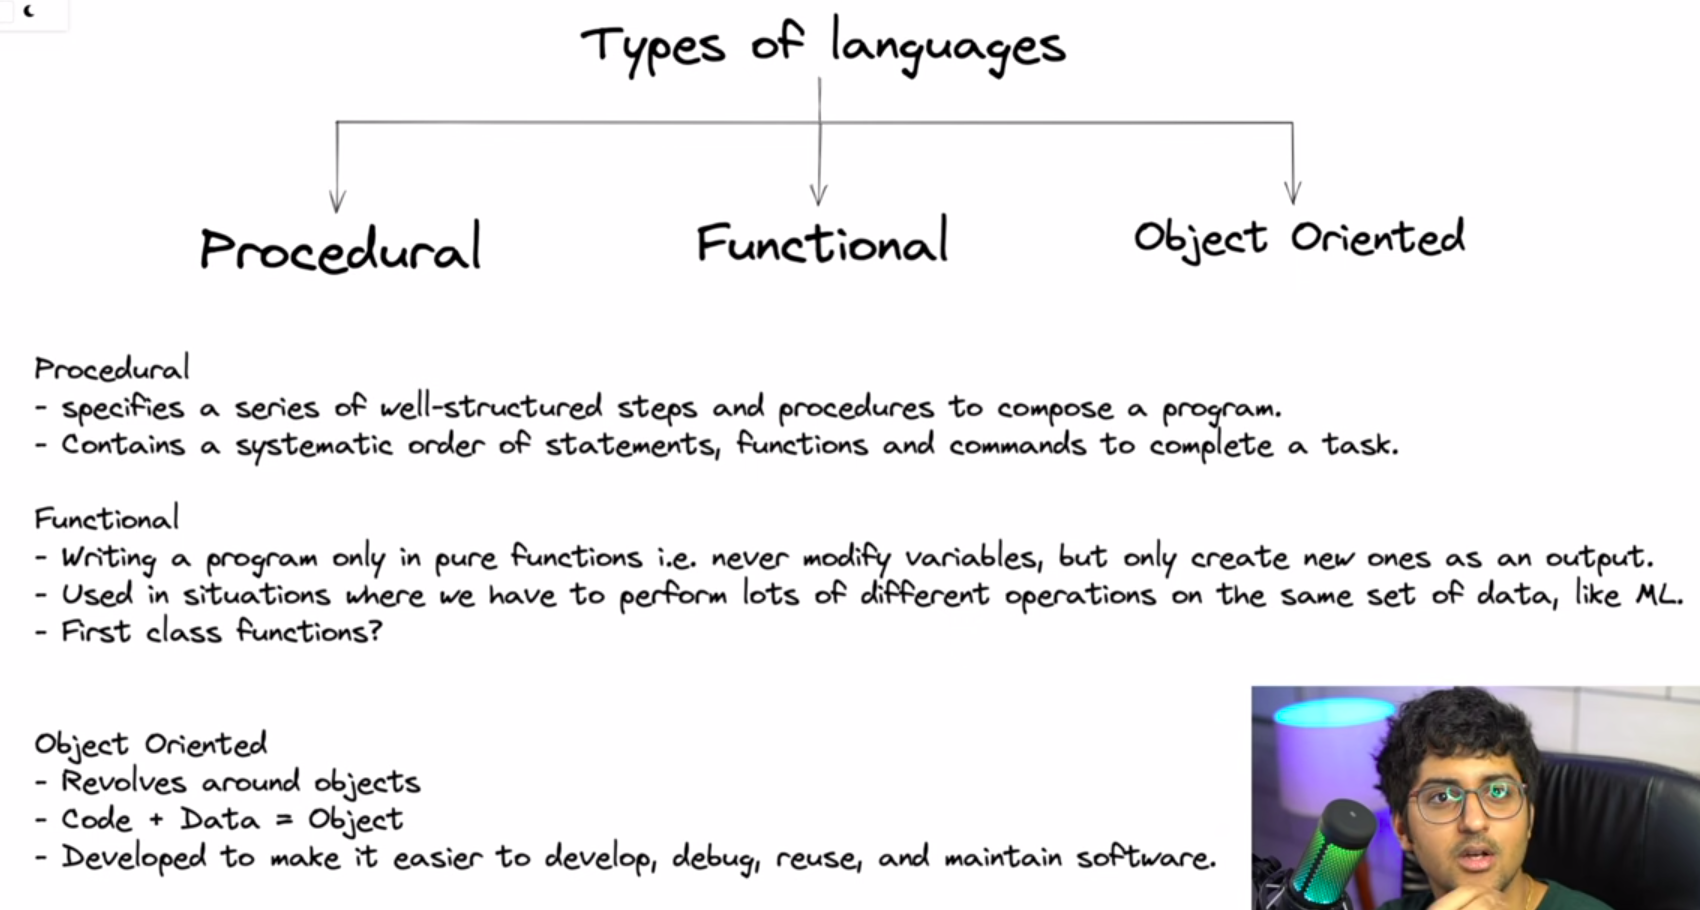 Types of languages
Procedural
Functional
Object Oriented
Procedural
- specifies a series of well-structured steps and procedures to compose a program.
- Contains a systematic order of statements, functions and commands to complete a task.
Functional
- Writing a program only in pure functions i.e. never modify variables, but only create new ones as an output.
- Used in situations where we have to perform lots of different operations on the same set of data, like ML.
- First class functions?
Object Oriented
- Revolves around objects
- Code + Data = Object
- Developed to make it easier to develop, debug, reuse, and maintain software.